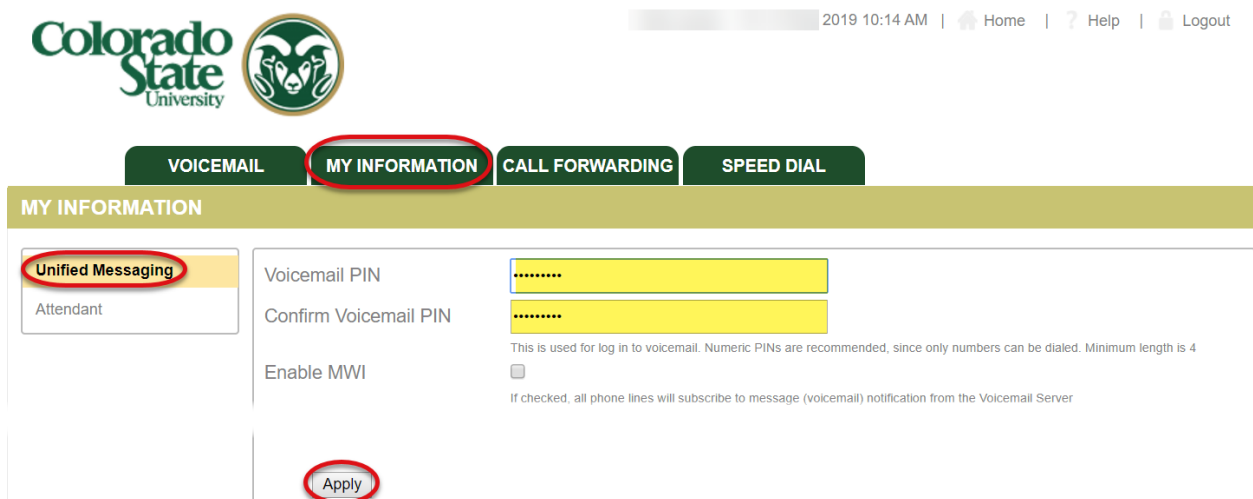 2019 10:14 AM | Home | ? Help | Logout
Colorado
State
University
VOICEMAIL MY INFORMATION CALL FORWARDING SPEED DIAL
MY INFORMATION
Unified Messaging
Attendant
Voicemail PIN •••••••••
Confirm Voicemail PIN •••••••••
This is used for log in to voicemail. Numeric PINs are recommended, since only numbers can be dialed. Minimum length is 4
Enable MWI
If checked, all phone lines will subscribe to message (voicemail) notification from the Voicemail Server
Apply